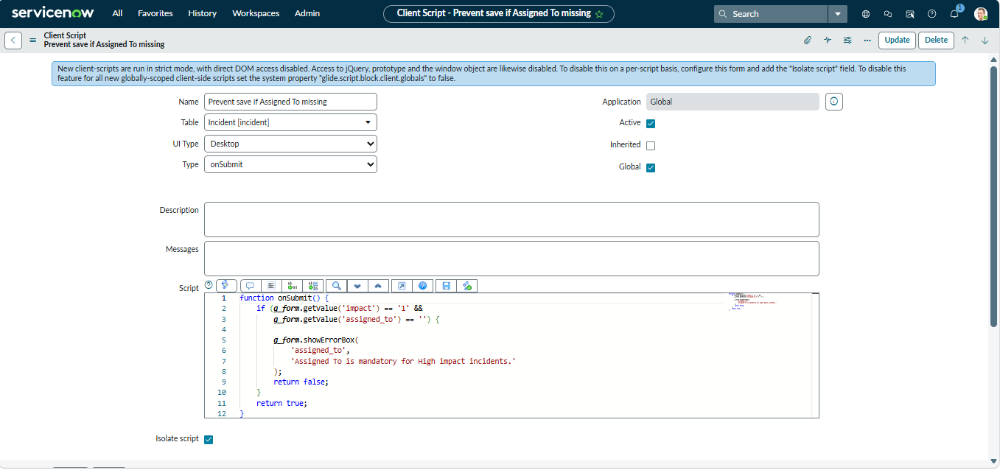 servicenow All Favorites History Workspaces Admin Client Script - Prevent save if Assigned To missing Search 1
Client Script
Prevent save if Assigned To missing
Update Delete
New client-scripts are run in strict mode, with direct DOM access disabled. Access to jQuery, prototype and the window object are likewise disabled. To disable this on a per-script basis, configure this form and add the "Isolate script" field. To disable this
feature for all new globally-scoped client-side scripts set the system property "glide.script.block.client.globals" to false.
Name Prevent save if Assigned To missing Application Global
Table Incident [incident] Active
UI Type Desktop Inherited
Type onSubmit Global
Description
Messages
Script
1 function onSubmit() {
2 if (g_form.getValue('impact') == '1' &&
3 g_form.getValue('assigned_to') == '') {
4
5 g_form.showErrorBox(
6 'assigned_to',
7 'Assigned To is mandatory for High impact incidents.'
8 );
9 return false;
10 }
11 return true;
12 }
Isolate script